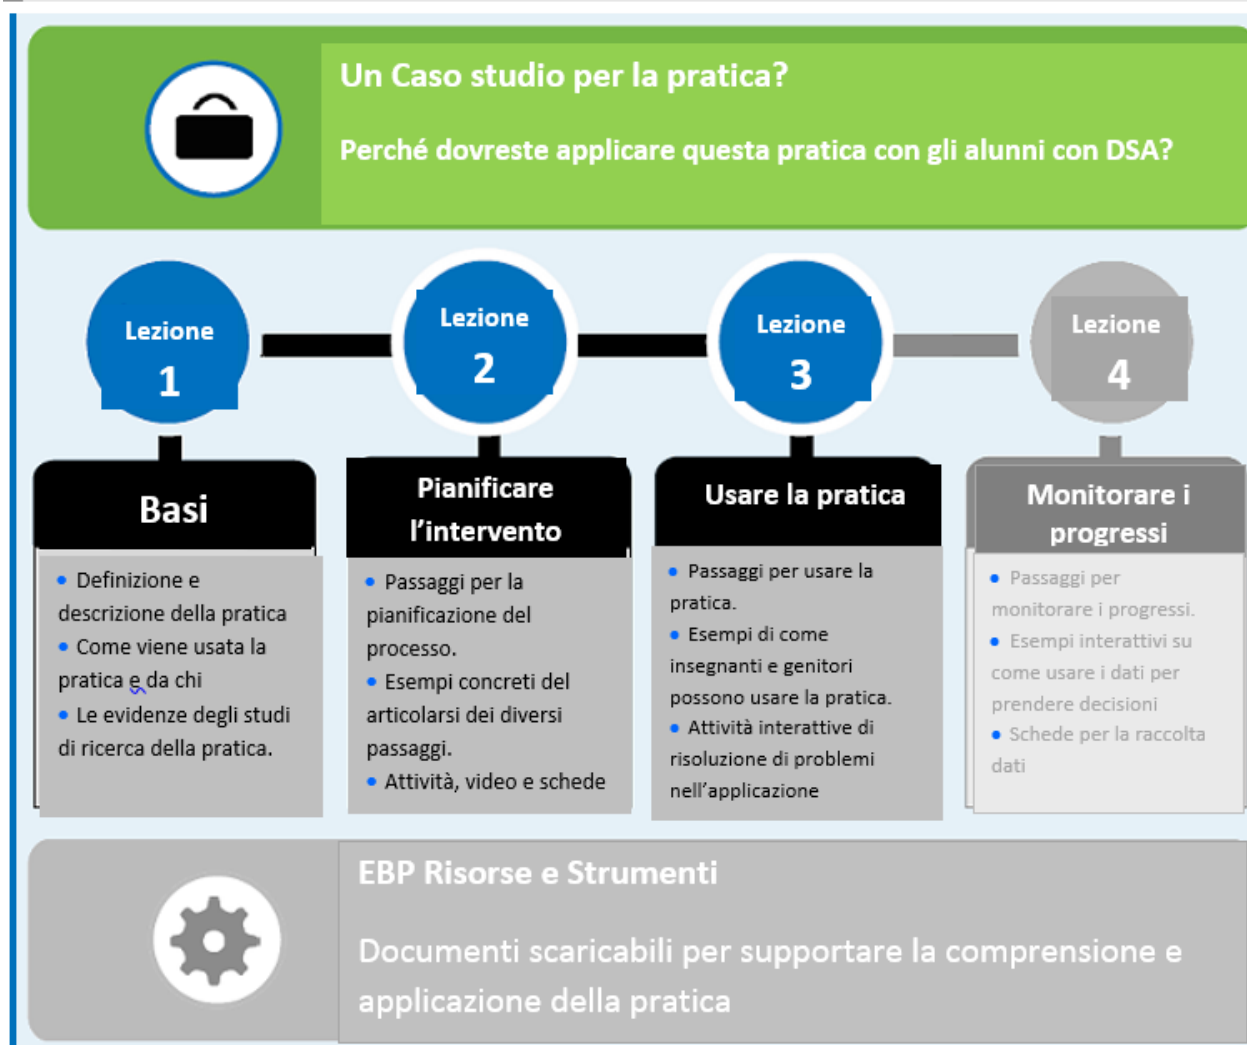 Un Caso studio per la pratica?
Perché dovreste applicare questa pratica con gli alunni con DSA?
Lezione
1
Lezione
2
Lezione
3
Lezione
4
Basi
• Definizione e
descrizione della pratica
• Come viene usata la
pratica e da chi
• Le evidenze degli studi
di ricerca della pratica.
Pianificare
l’intervento
• Passaggi per la
pianificazione del
processo.
• Esempi concreti del
articolarsi dei diversi
passaggi.
• Attività, video e schede
Usare la pratica
• Passaggi per usare la
pratica.
• Esempi di come
insegnanti e genitori
possono usare la pratica.
• Attività interattive di
risoluzione di problemi
nell’applicazione
Monitorare i
progressi
• Passaggi per
monitorare i progressi.
• Esempi interattivi su
come usare i dati per
prendere decisioni
• Schede per la raccolta
dati
EBP Risorse e Strumenti
Documenti scaricabili per supportare la comprensione e
applicazione della pratica